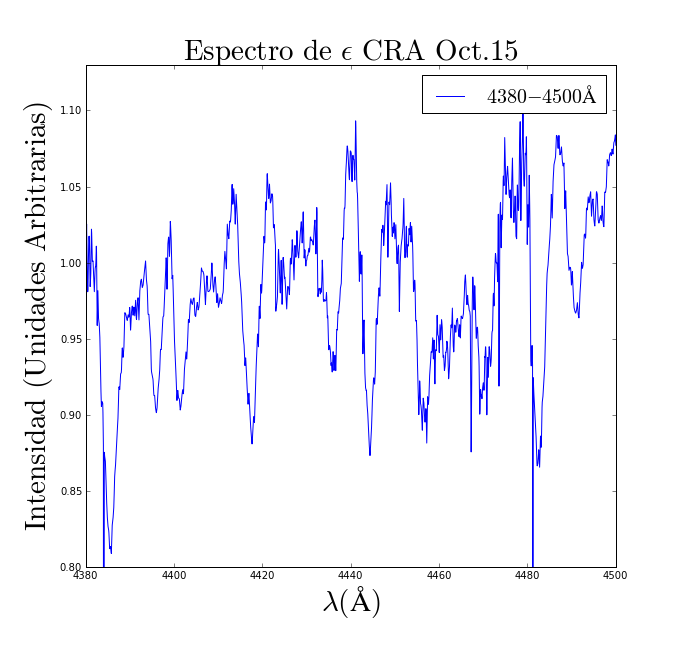 Espectro de ϵ CRA Oct.15
4380−4500Å
Intensidad (Unidades Arbitrarias)
1.10
1.05
1.00
0.95
0.90
0.85
0.80
4380 4400 4420 4440 4460 4480 4500
λ(Å)